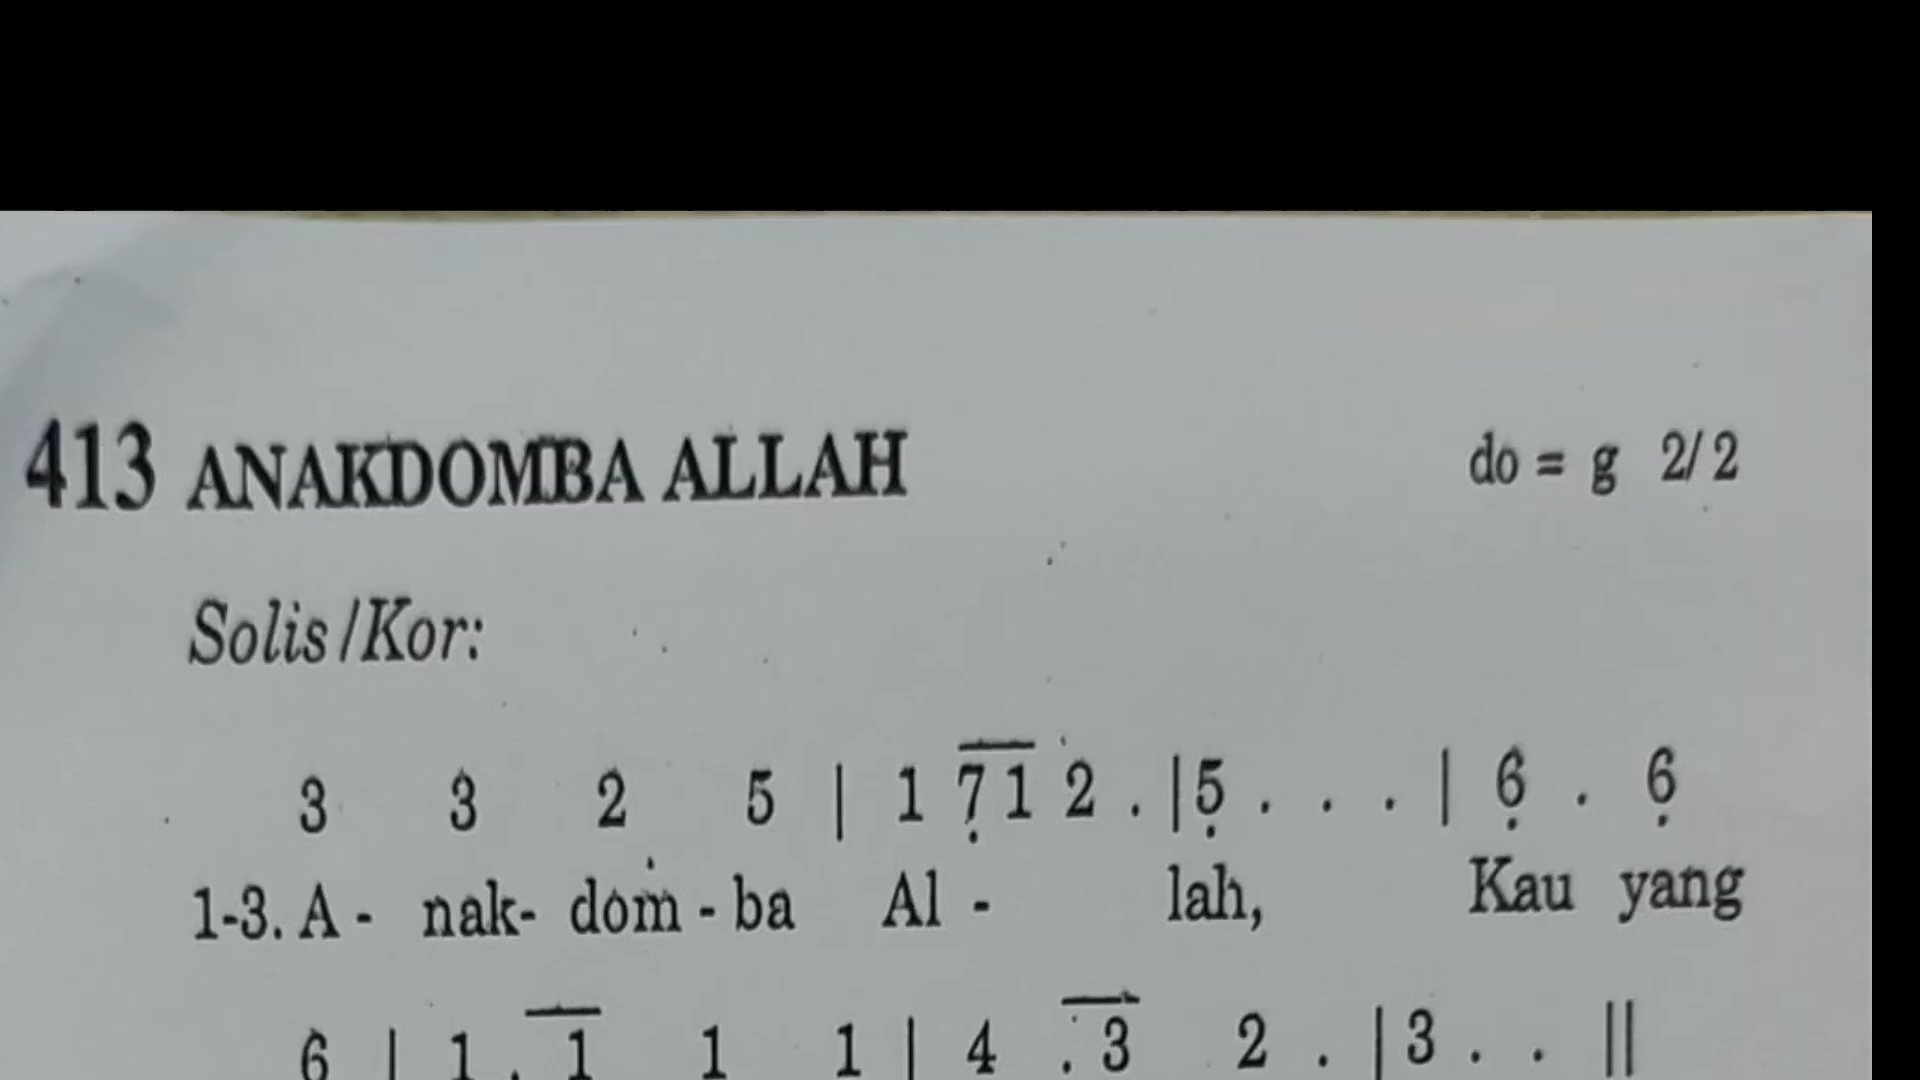 413 ANAKDOMBA ALLAH do = g 2/2
Solis/Kor:
3 3 2 5 | 1 7̣1 2 . | 5̣ . . . | 6̣ . 6̣
1-3. A - nak- dom - ba Al - lah, Kau yang
6 | 1 . 1 1 1 | 4 . 3 2 . | 3 . . ||